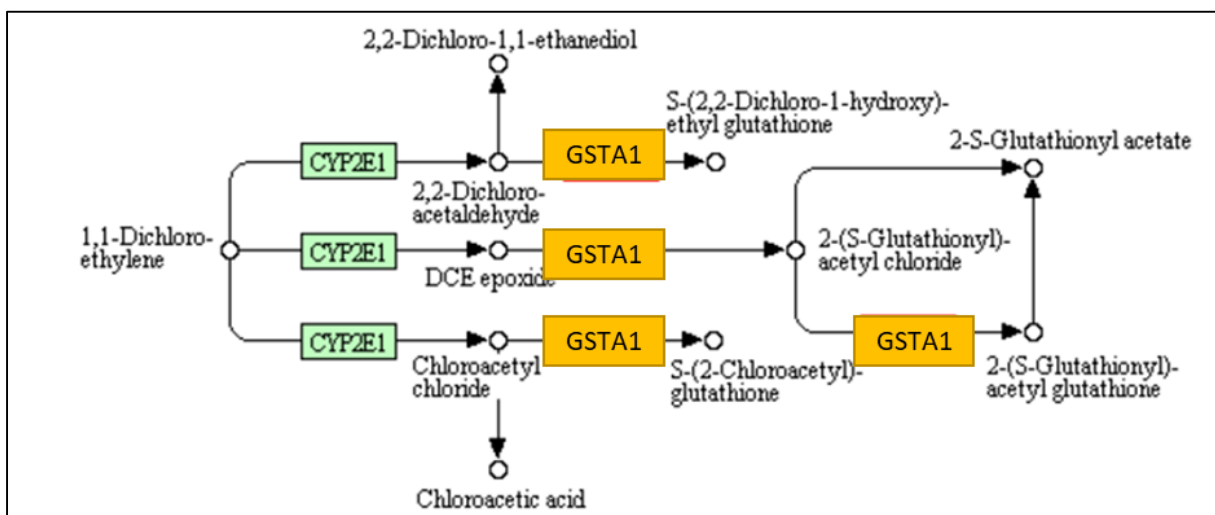 2,2-Dichloro-1,1-ethanediol
S-(2,2-Dichloro-1-hydroxy)-
ethyl glutathione
2-S-Glutathionyl acetate
CYP2E1
GSTA1
2,2-Dichloro-
acetaldehyde
1,1-Dichloro-
ethylene
CYP2E1
GSTA1
2-(S-Glutathionyl)-
acetyl chloride
DCE epoxide
CYP2E1
GSTA1
GSTA1
Chloroacetyl
chloride
S-(2-Chloroacetyl)-
glutathione
2-(S-Glutathionyl)-
acetyl glutathione
Chloroacetic acid